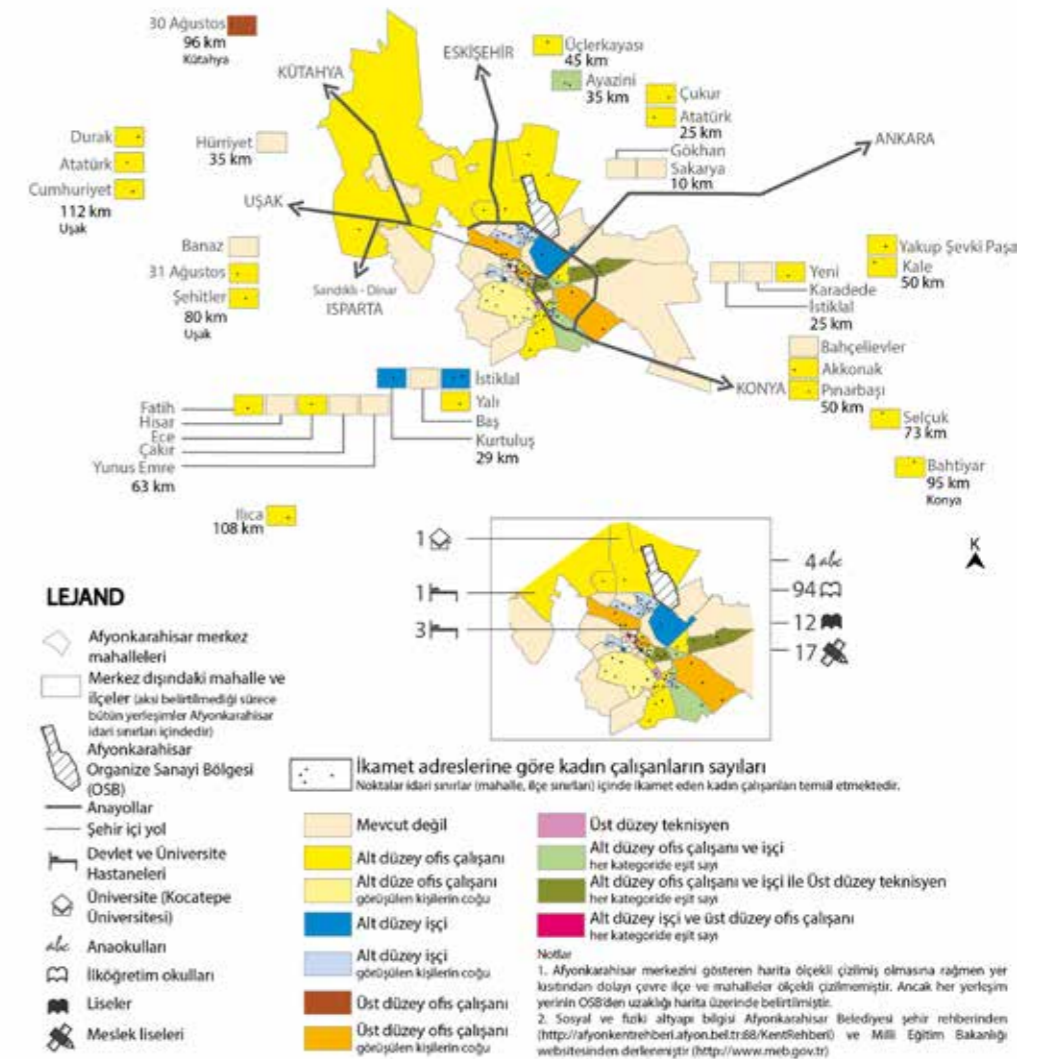 30 Ağustos
96 km
Kütahya
KÜTAHYA
ESKİŞEHİR
Üçlerkayası
45 km
Ayazini
35 km
Çukur
Atatürk
25 km
Gökhan
Sakarya
10 km
ANKARA
Durak
Atatürk
Cumhuriyet
112 km
Uşak
Hürriyet
35 km
UŞAK
Banaz
31 Ağustos
Şehitler
80 km
Uşak
Sandıklı - Dinar
ISPARTA
Yakup Şevki Paşa
Kale
50 km
Yeni
Karadede
İstiklal
25 km
Bahçelievler
Akkonak
Pınarbaşı
50 km
KONYA
Selçuk
73 km
Bahtiyar
95 km
Konya
İstiklal
Yalı
Baş
Kurtuluş
29 km
Fatih
Hisar
Ece
Çakır
Yunus Emre
63 km
Ilıca
108 km
1
1
3
4 abc
94
12
17
K
LEJAND
Afyonkarahisar merkez
mahalleleri
Merkez dışındaki mahalle ve
ilçeler (aksi belirtilmediği sürece
bütün yerleşimler Afyonkarahisar
idari sınırları içindedir)
Afyonkarahisar
Organize Sanayi Bölgesi
(OSB)
Anayollar
Şehir içi yol
Devlet ve Üniversite
Hastaneleri
Üniversite (Kocatepe
Üniversitesi)
abc Anaokulları
İlköğretim okulları
Liseler
Meslek liseleri
İkamet adreslerine göre kadın çalışanların sayıları
Noktalar idari sınırlar (mahalle, ilçe sınırları) içinde ikamet eden kadın çalışanları temsil etmektedir.
Mevcut değil
Alt düzey ofis çalışanı
Alt düze ofis çalışanı
görüşülen kişilerin çoğu
Alt düzey işçi
Alt düzey işçi
görüşülen kişilerin çoğu
Üst düzey ofis çalışanı
Üst düzey ofis çalışanı
görüşülen kişilerin çoğu
Üst düzey teknisyen
Alt düzey ofis çalışanı ve işçi
her kategoride eşit sayı
Alt düzey ofis çalışanı ve işçi ile Üst düzey teknisyen
her kategoride eşit sayı
Alt düzey işçi ve üst düzey ofis çalışanı
her kategoride eşit sayı
Notlar
1. Afyonkarahisar merkezini gösteren harita ölçekli çizilmiş olmasına rağmen yer
kısıtından dolayı çevre ilçe ve mahalleler ölçekli çizilmemiştir. Ancak her yerleşim
yerinin OSB'den uzaklığı harita üzerinde belirtilmiştir.
2. Sosyal ve fiziki altyapı bilgisi Afyonkarahisar Belediyesi şehir rehberinden
(http://afyonkentrehberi.afyon.bel.tr:88/KentRehberi) ve Milli Eğitim Bakanlığı
websitesinden derlenmiştir (http://www.meb.gov.tr)